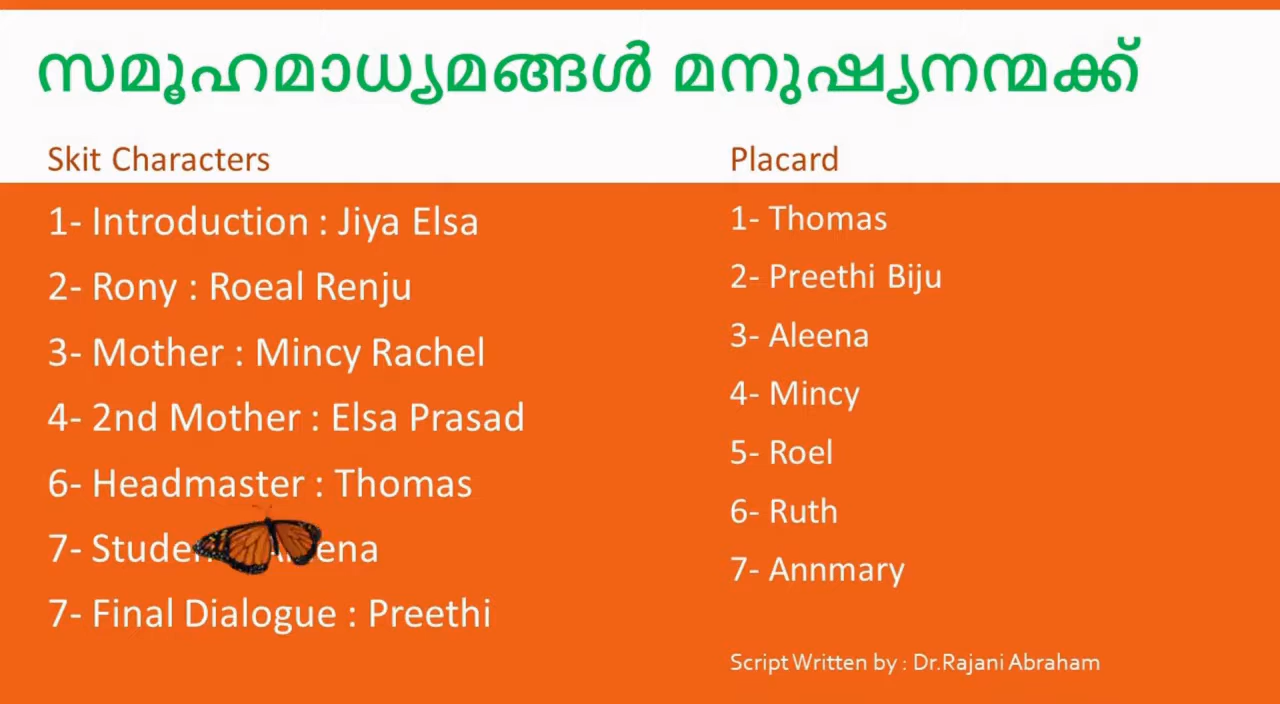 സമൂഹമാധ്യമങ്ങൾ മനുഷ്യനന്മക്ക്
Skit Characters
1- Introduction : Jiya Elsa
2- Rony : Roeal Renju
3- Mother : Mincy Rachel
4- 2nd Mother : Elsa Prasad
6- Headmaster : Thomas
7-
7- Final Dialogue : Preethi
Placard
1- Thomas
2- Preethi Biju
3- Aleena
4- Mincy
5- Roel
6- Ruth
7- Annmary
Script Written by : Dr.Rajani Abraham